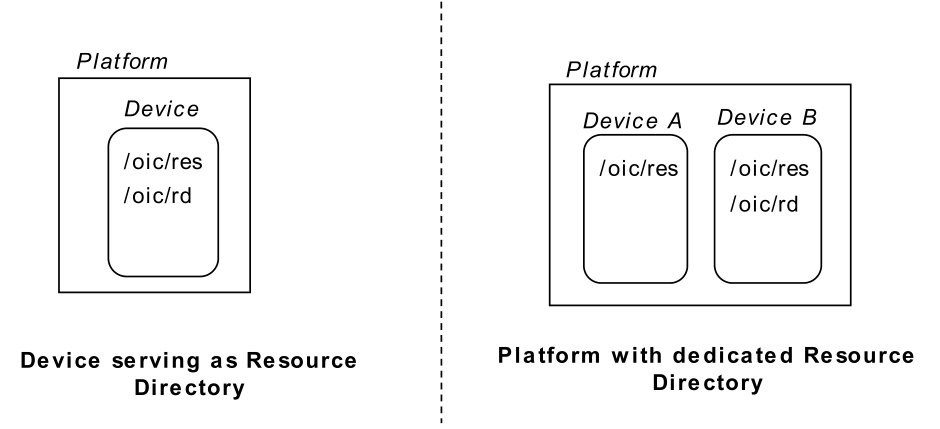 Platform
Device
/oic/res
/oic/rd
Device serving as Resource
Directory
Platform
Device A
/oic/res
Device B
/oic/res
/oic/rd
Platform with dedicated Resource
Directory